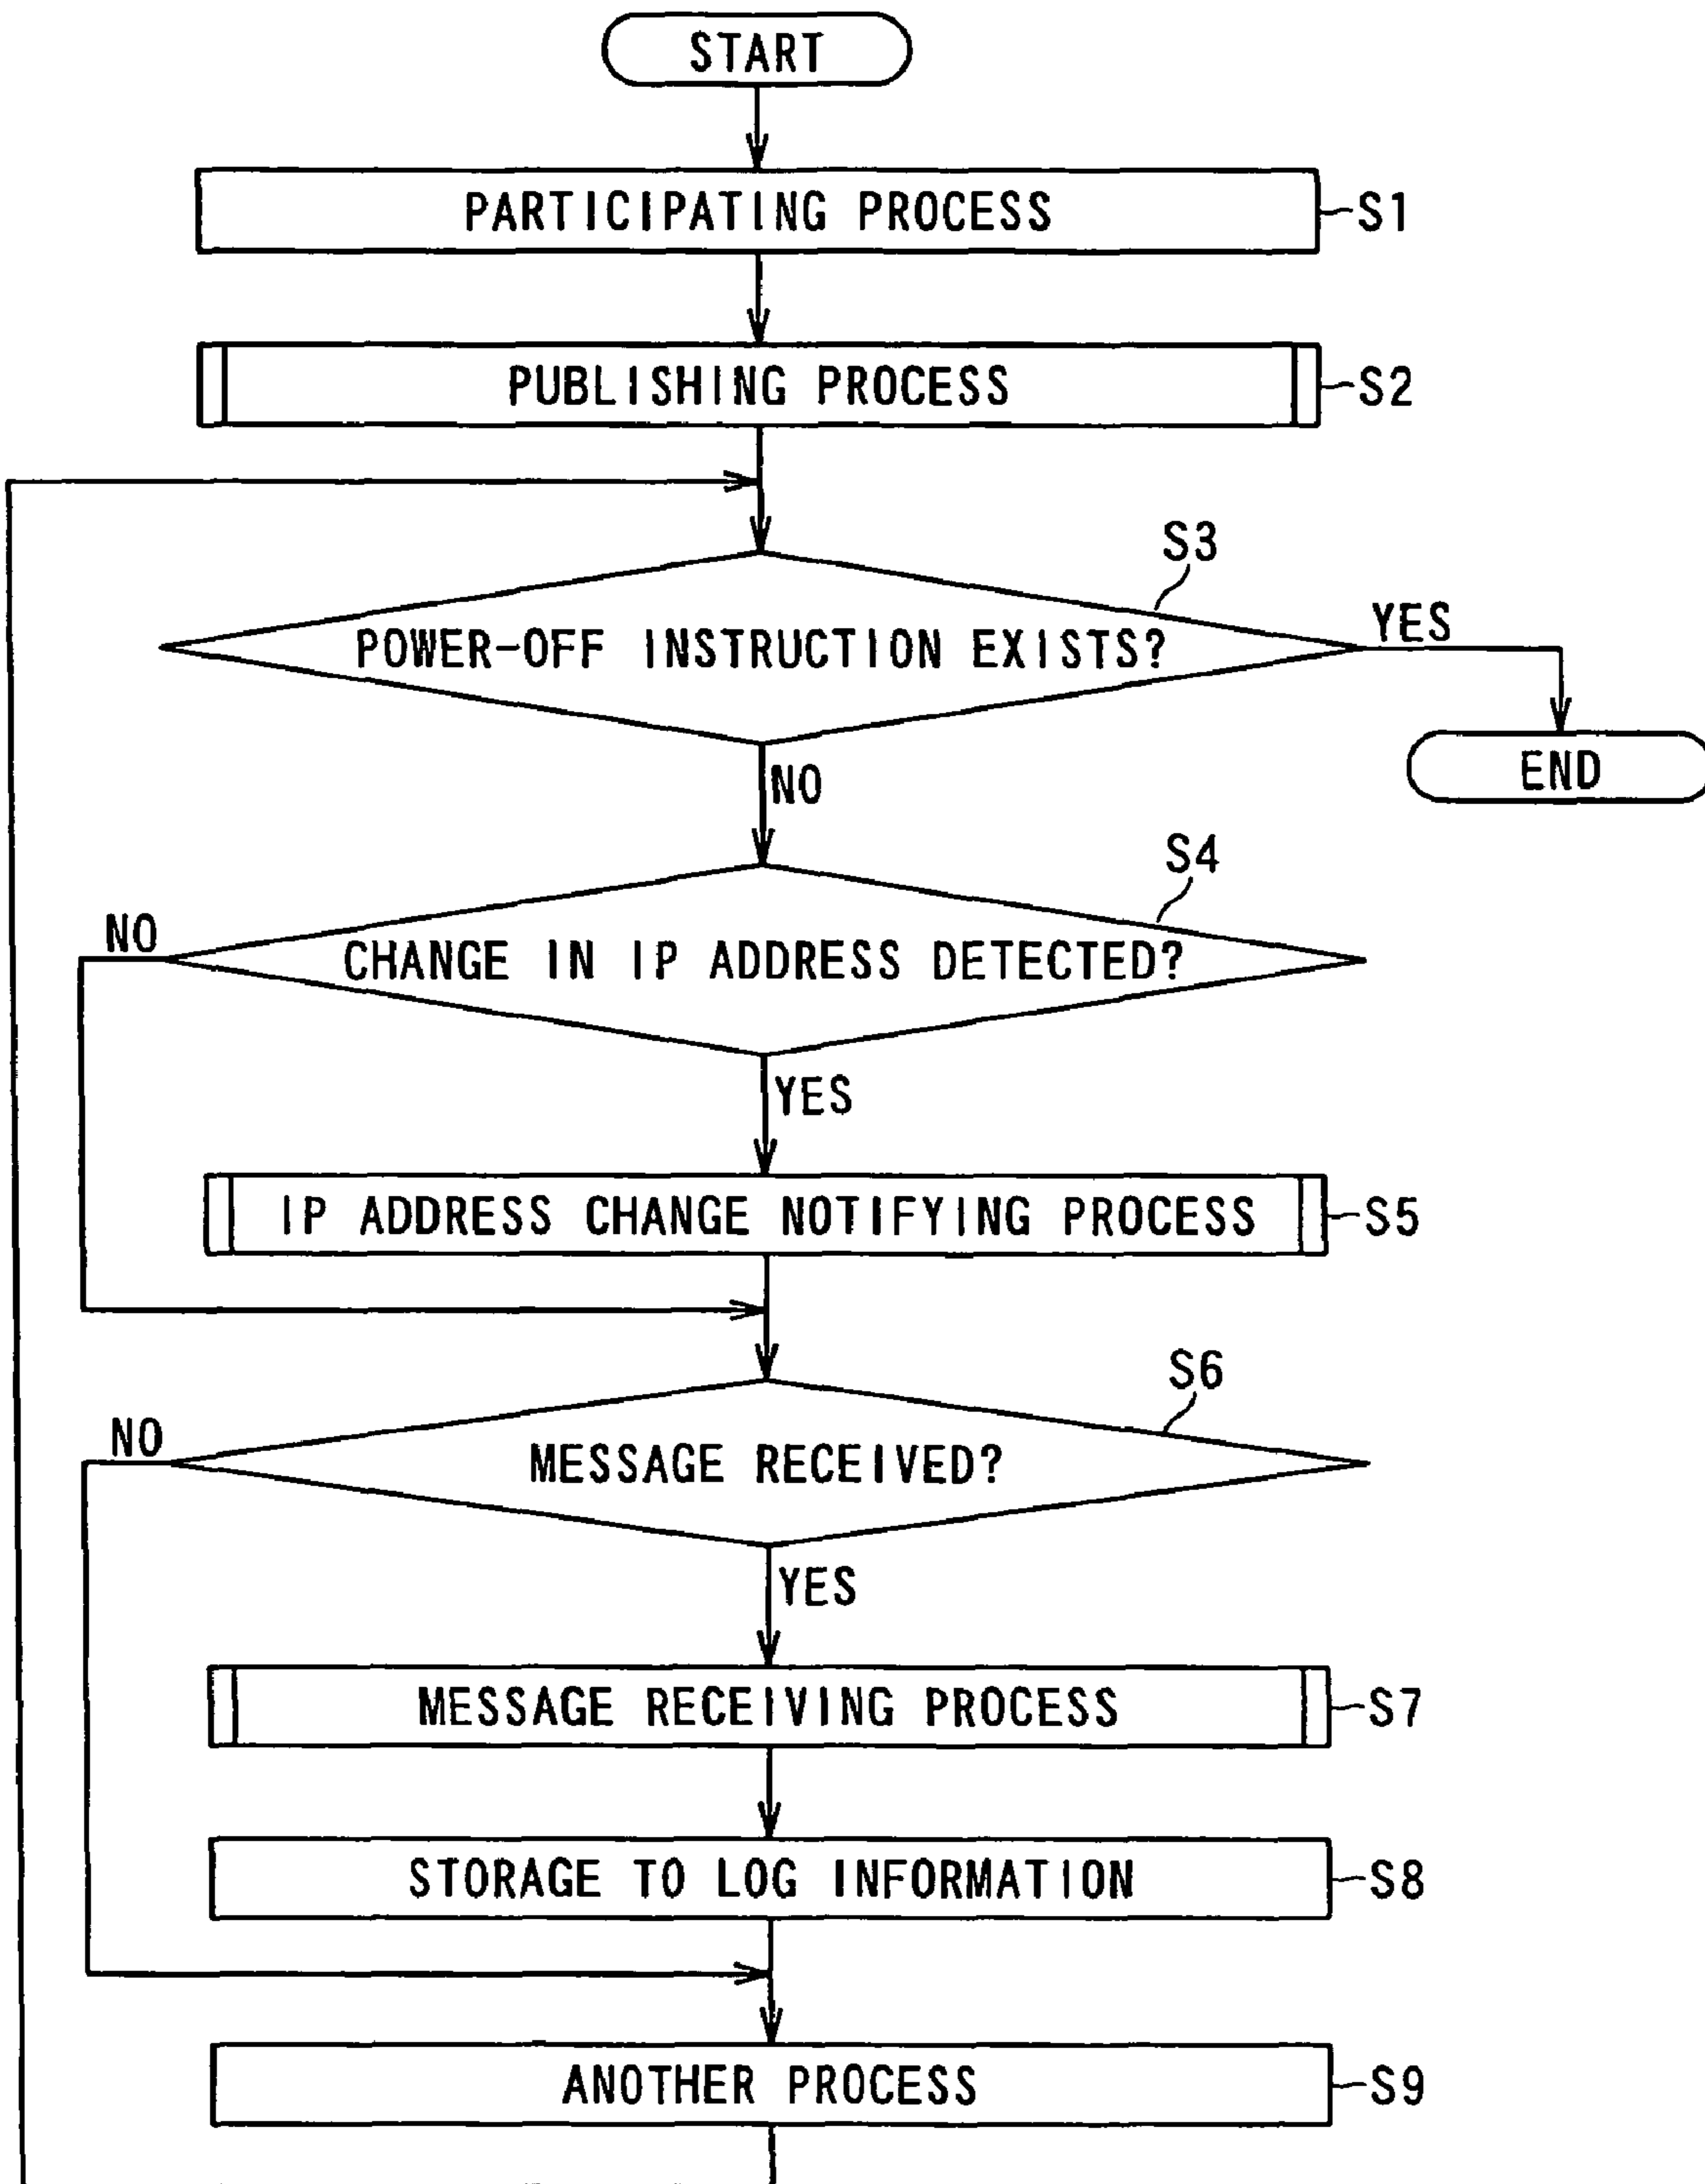 START
PARTICIPATING PROCESS S1
PUBLISHING PROCESS S2
S3
POWER-OFF INSTRUCTION EXISTS? YES
END
NO
S4
NO
CHANGE IN IP ADDRESS DETECTED?
YES
IP ADDRESS CHANGE NOTIFYING PROCESS S5
S6
NO
MESSAGE RECEIVED?
YES
MESSAGE RECEIVING PROCESS S7
STORAGE TO LOG INFORMATION S8
ANOTHER PROCESS S9